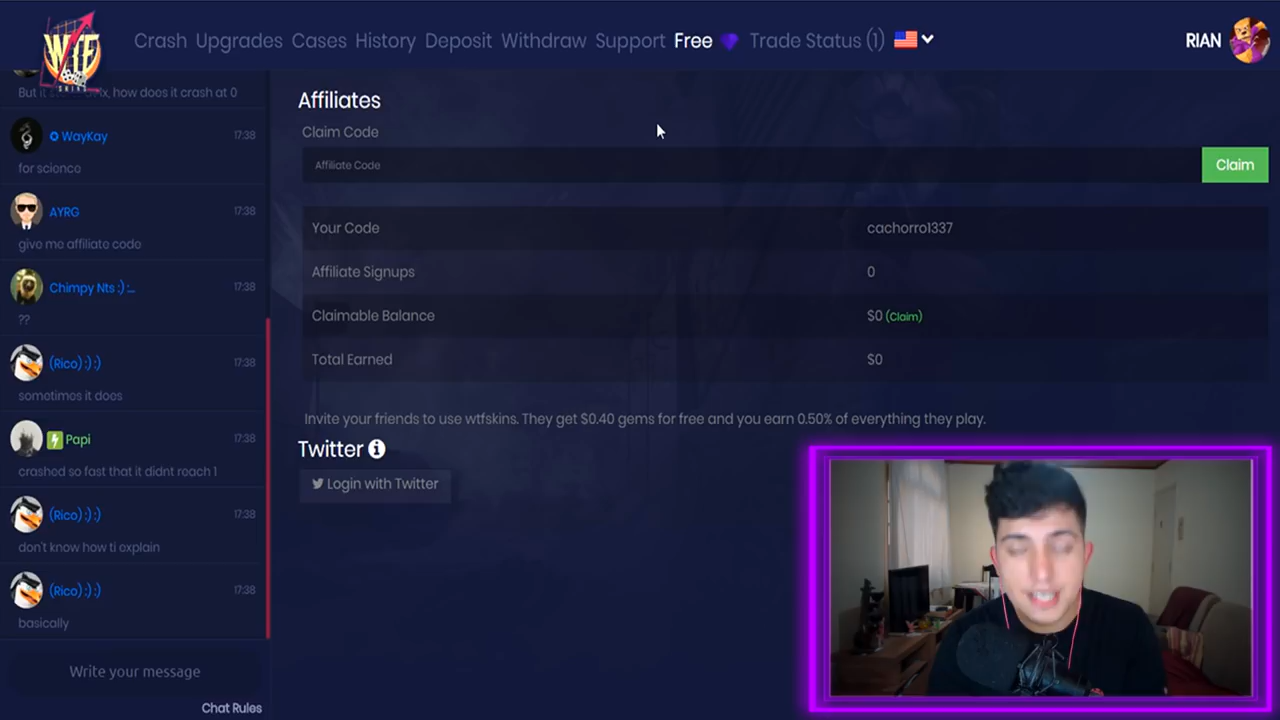 WTF
SKINS
Crash Upgrades Cases History Deposit Withdraw Support Free Trade Status (1)
RIAN
how does it crash at 0
WayKay 17:38
for science
AYRG 17:38
give me affiliate code
Chimpy Nts :) :... 17:38
??
(Rico) :) :) 17:38
sometimes it does
Papi 17:38
crashed so fast that it didnt reach 1
(Rico) :) :) 17:38
don't know how ti explain
(Rico) :) :) 17:38
basically
Write your message
Chat Rules
Affiliates
Claim Code
Affiliate Code
Claim
Your Code cachorro1337
Affiliate Signups 0
Claimable Balance $0 (Claim)
Total Earned $0
Invite your friends to use wtfskins. They get $0.40 gems for free and you earn 0.50% of everything they play.
Twitter
Login with Twitter